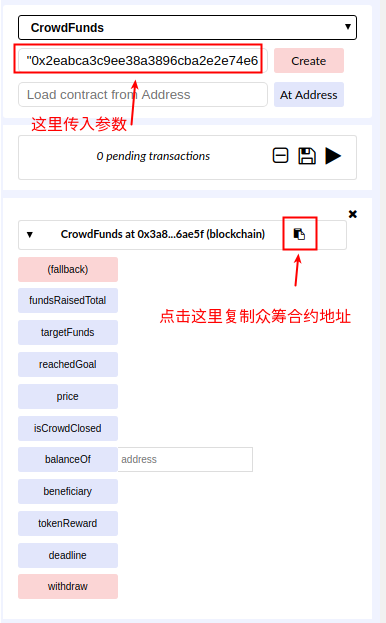 CrowdFunds
"0x2eabca3c9ee38a3896cba2e2e74e6
Create
Load contract from Address
At Address
这里传入参数
0 pending transactions
CrowdFunds at 0x3a8...6ae5f (blockchain)
(fallback)
fundsRaisedTotal
点击这里复制众筹合约地址
targetFunds
reachedGoal
price
isCrowdClosed
balanceOf
address
beneficiary
tokenReward
deadline
withdraw